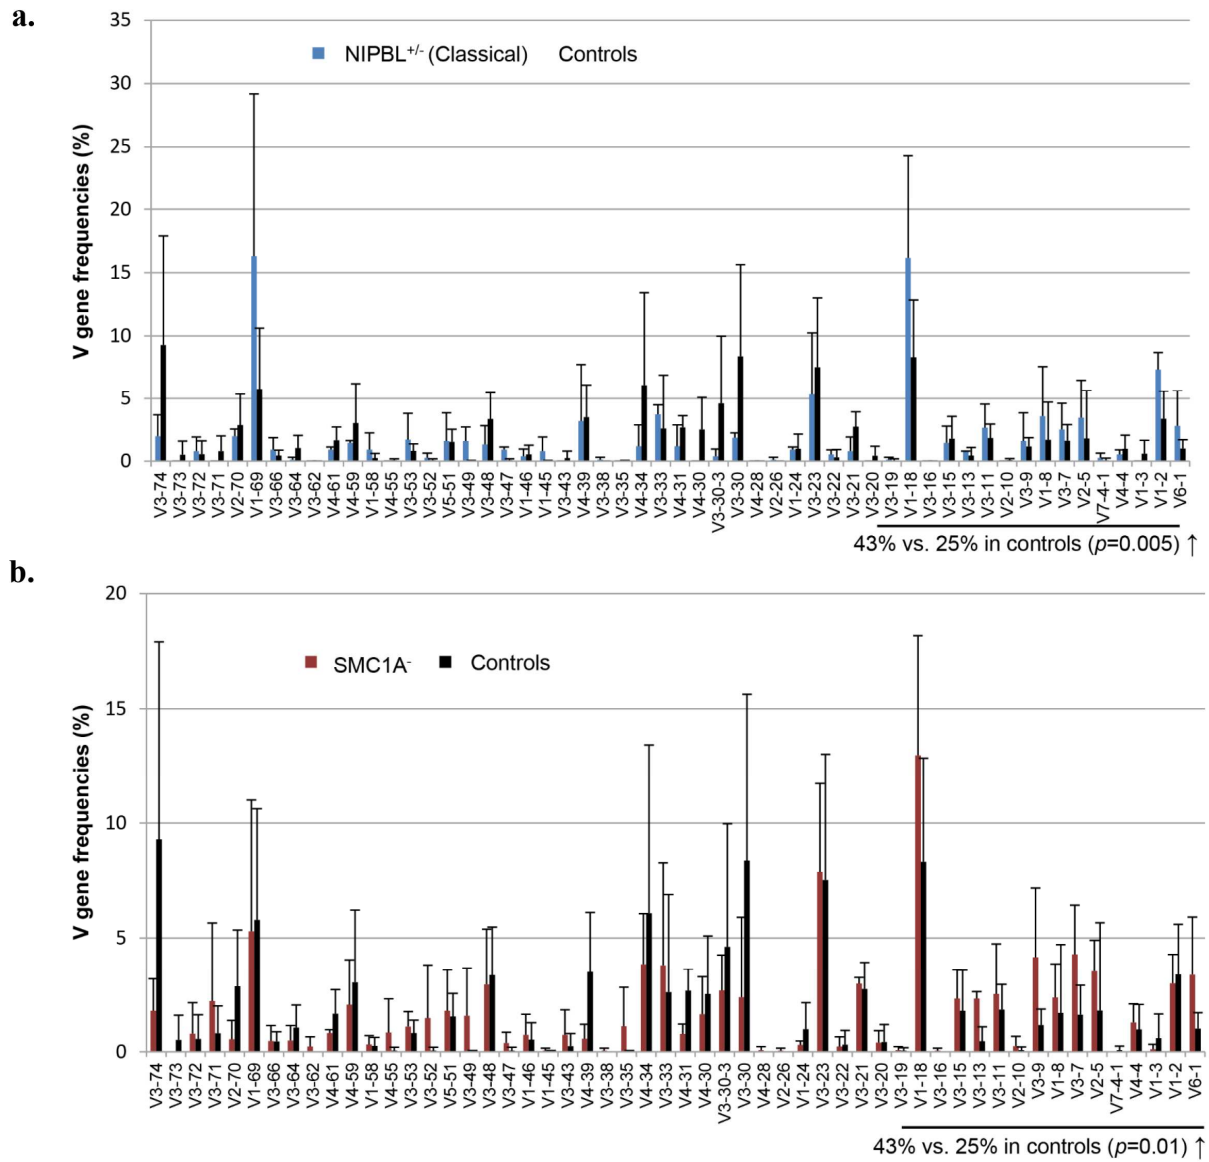 a.
35
30
25
20
15
10
5
0
V gene frequencies (%)
NIPBL+/- (Classical) Controls
V3-74 V3-73 V3-72 V3-71 V2-70 V1-69 V3-66 V3-64 V3-62 V4-61 V4-59 V1-58 V4-55 V3-53 V3-52 V5-51 V3-49 V3-48 V3-47 V1-46 V1-45 V3-43 V4-39 V3-38 V3-35 V4-34 V3-33 V4-31 V4-30 V3-30-3 V3-30 V4-28 V2-26 V1-24 V3-23 V3-22 V3-21 V3-20 V3-19 V1-18 V3-16 V3-15 V3-13 V3-11 V2-10 V3-9 V1-8 V3-7 V2-5 V7-4-1 V4-4 V1-3 V1-2 V6-1
43% vs. 25% in controls (p=0.005) ↑
b.
20
15
10
5
0
V gene frequencies (%)
SMC1A- Controls
V3-74 V3-73 V3-72 V3-71 V2-70 V1-69 V3-66 V3-64 V3-62 V4-61 V4-59 V1-58 V4-55 V3-53 V3-52 V5-51 V3-49 V3-48 V3-47 V1-46 V1-45 V3-43 V4-39 V3-38 V3-35 V4-34 V3-33 V4-31 V4-30 V3-30-3 V3-30 V4-28 V2-26 V1-24 V3-23 V3-22 V3-21 V3-20 V3-19 V1-18 V3-16 V3-15 V3-13 V3-11 V2-10 V3-9 V1-8 V3-7 V2-5 V7-4-1 V4-4 V1-3 V1-2 V6-1
43% vs. 25% in controls (p=0.01) ↑